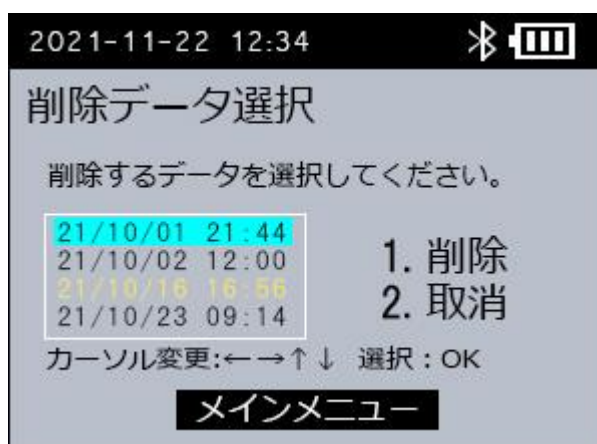 2021-11-22 12:34
削除データ選択
削除するデータを選択してください。
21/10/01 21:44
21/10/02 12:00
21/10/16 16:56
21/10/23 09:14
1. 削除
2. 取消
カーソル変更:←→↑↓ 選択：OK
メインメニュー